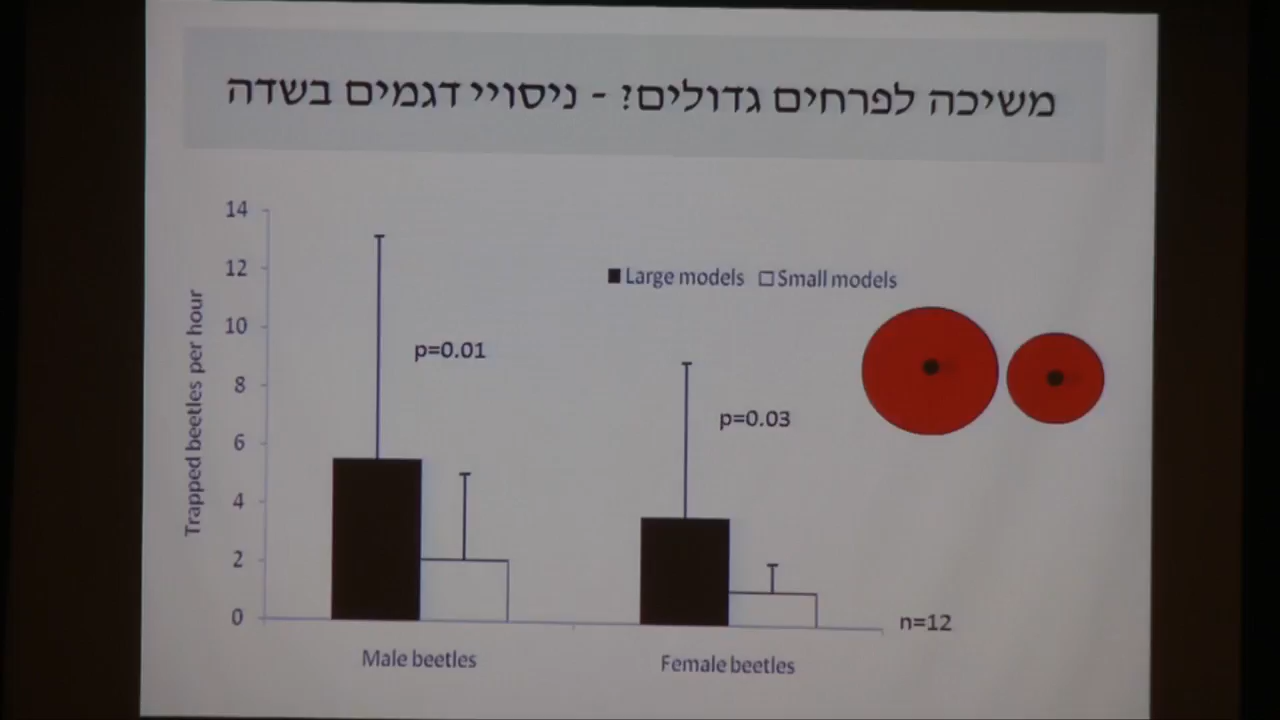 משיכה לפרחים גדולים? - ניסויי דגמים בשדה
14
12
10
8
6
4
2
0
Trapped beetles per hour
Large models
Small models
p=0.01
p=0.03
n=12
Male beetles
Female beetles